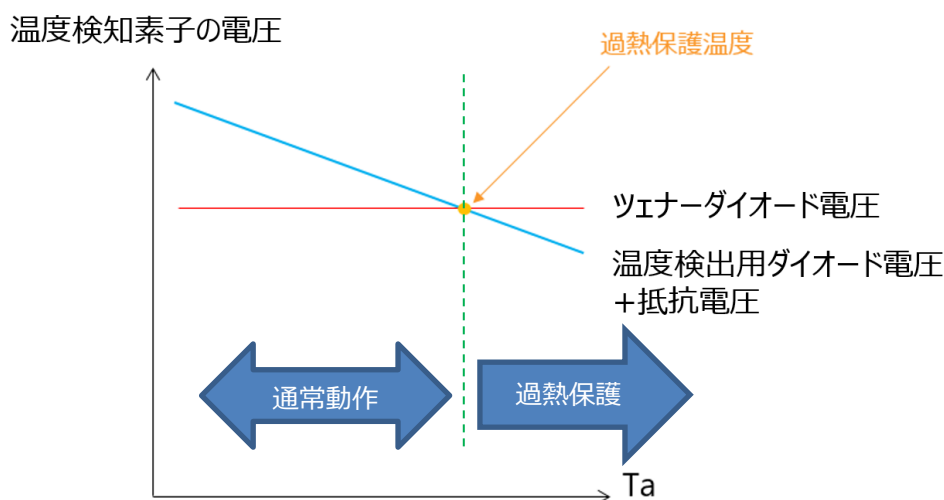 温度検知素子の電圧
過熱保護温度
ツェナーダイオード電圧
温度検出用ダイオード電圧
+抵抗電圧
通常動作
過熱保護
Ta